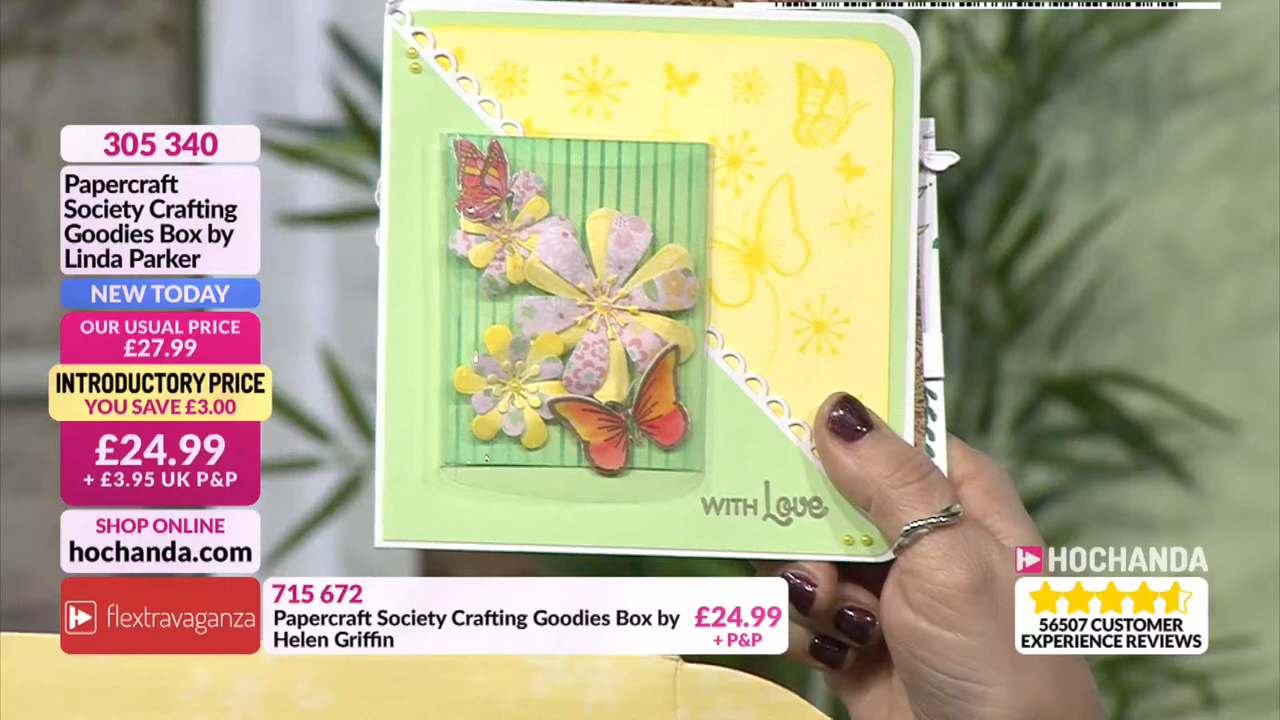 305 340
Papercraft
Society Crafting
Goodies Box by
Linda Parker
NEW TODAY
OUR USUAL PRICE
£27.99
INTRODUCTORY PRICE
YOU SAVE £3.00
£24.99
+ £3.95 UK P&P
SHOP ONLINE
hochanda.com
flextravaganza
715 672
Papercraft Society Crafting Goodies Box by
Helen Griffin
£24.99
+ P&P
WITH Love
HOCHANDA
56507 CUSTOMER
EXPERIENCE REVIEWS